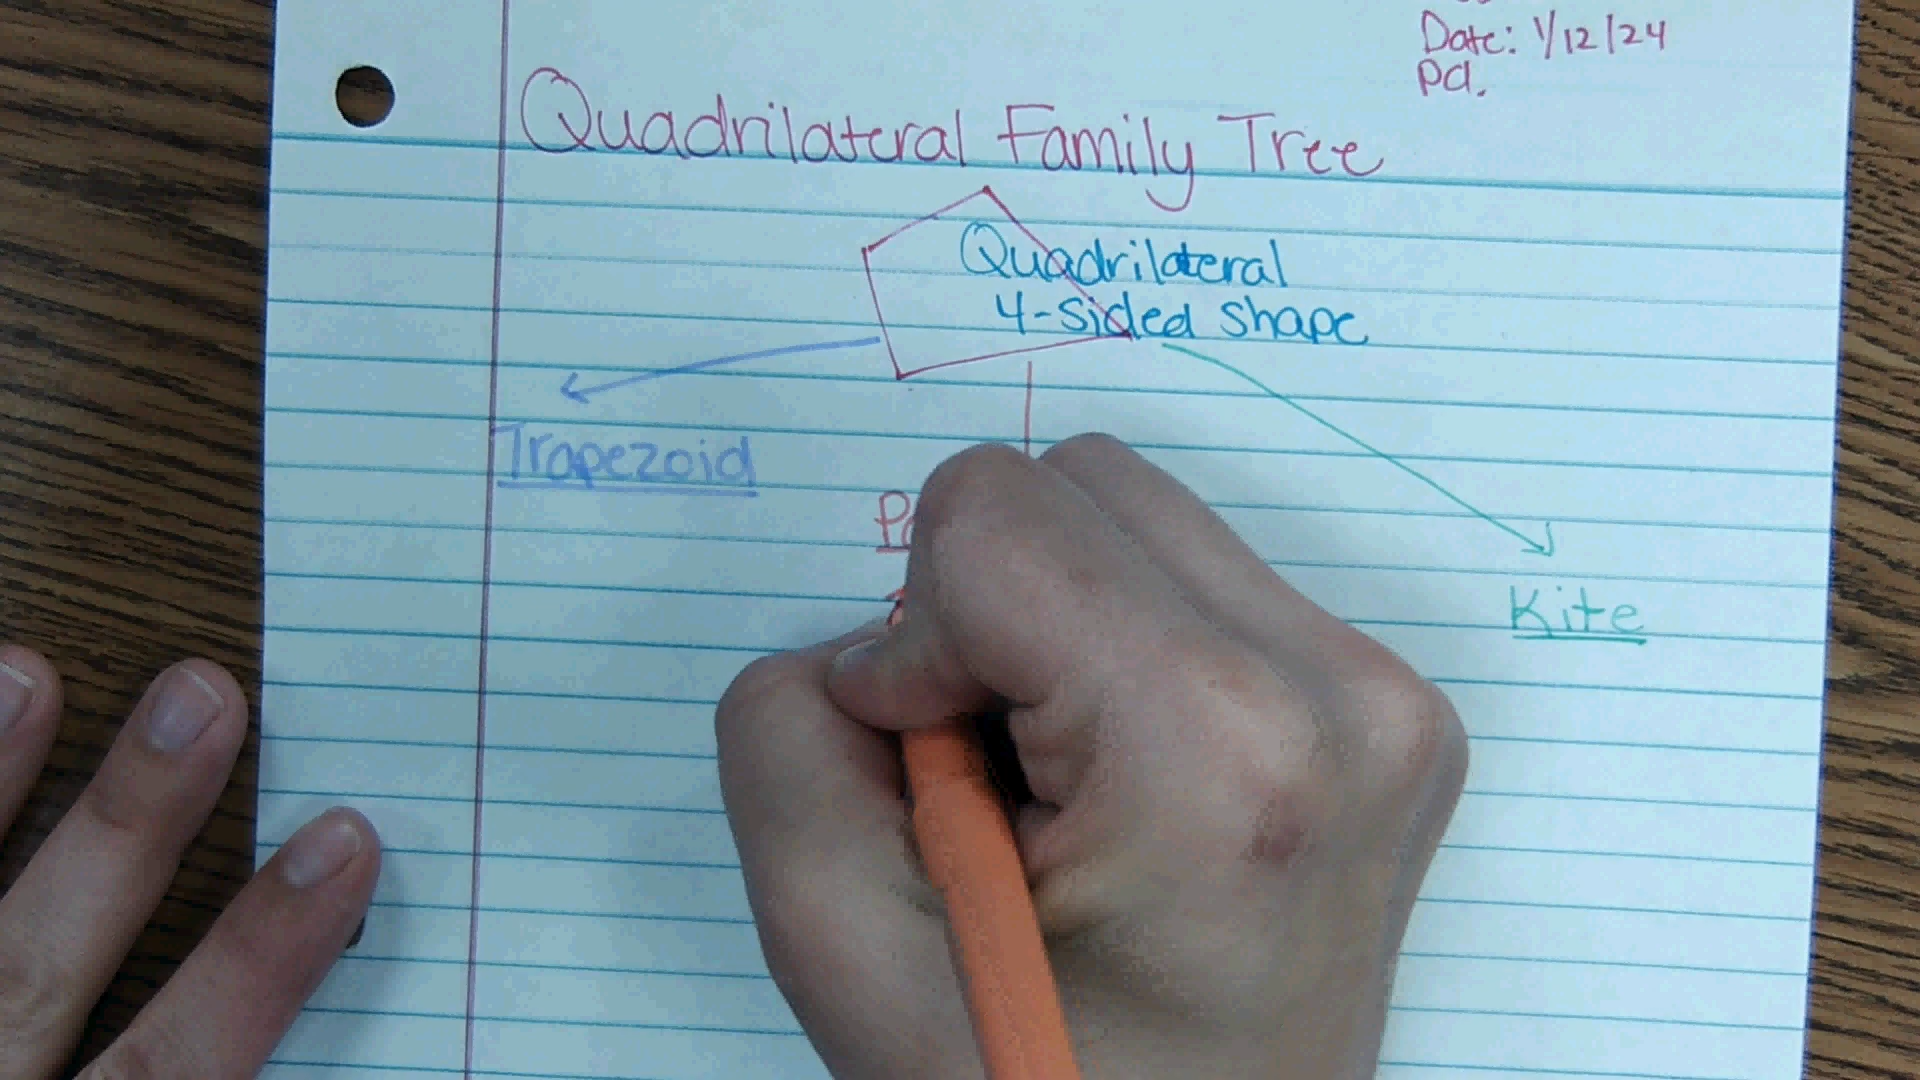 Date: 1/12/24
Pd.
Quadrilateral Family Tree
Quadrilateral
4-sided shape
Trapezoid
Kite